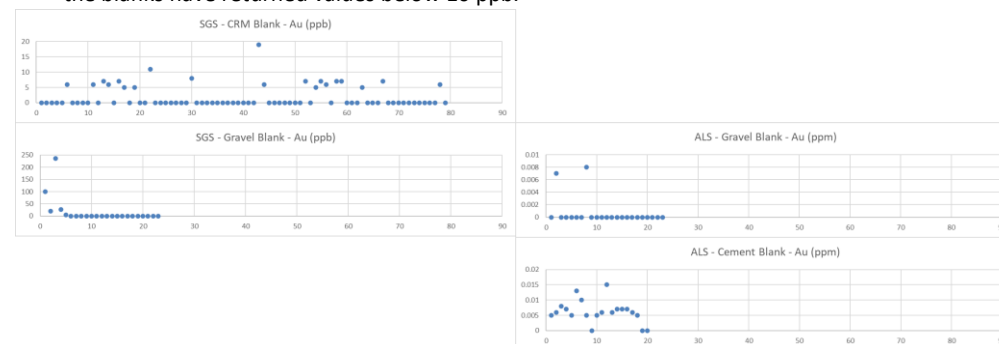 the blanks have returned values below 10 ppb.
SGS - CRM Blank - Au (ppb)
20
15
10
5
0
0 10 20 30 40 50 60 70 80 90
SGS - Gravel Blank - Au (ppb)
250
200
150
100
50
0
0 10 20 30 40 50 60 70 80 90
ALS - Gravel Blank - Au (ppm)
0.01
0.008
0.006
0.004
0.002
0
0 10 20 30 40 50 60 70 80
ALS - Cement Blank - Au (ppm)
0.02
0.015
0.01
0.005
0
0 10 20 30 40 50 60 70 80